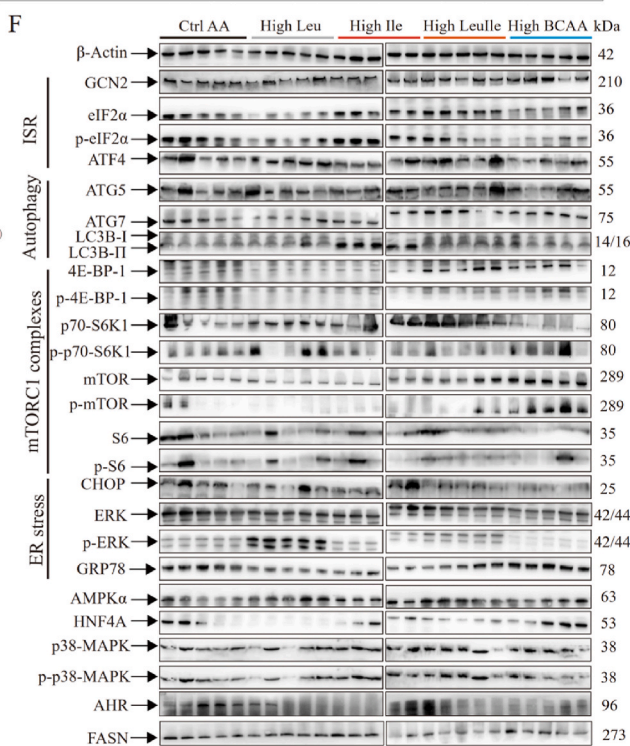 F
Ctrl AA High Leu High Ile High LeuIle High BCAA kDa
β-Actin 42
GCN2 210
eIF2α 36
p-eIF2α 36
ATF4 55
ISR
ATG5 55
ATG7 75
LC3B-I
LC3B-II 14/16
Autophagy
4E-BP-1 12
p-4E-BP-1 12
p70-S6K1 80
p-p70-S6K1 80
mTOR 289
p-mTOR 289
S6 35
p-S6 35
mTORC1 complexes
CHOP 25
ERK 42/44
p-ERK 42/44
GRP78 78
ER stress
AMPKα 63
HNF4A 53
p38-MAPK 38
p-p38-MAPK 38
AHR 96
FASN 273